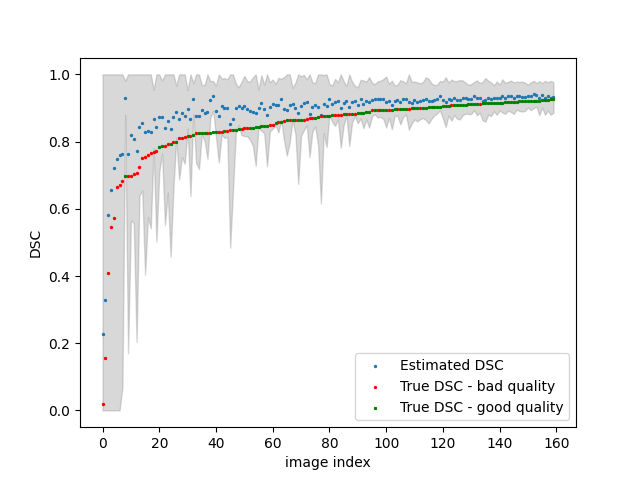 1.0
0.8
0.6
0.4
0.2
0.0
DSC
0 20 40 60 80 100 120 140 160
image index
Estimated DSC
True DSC - bad quality
True DSC - good quality